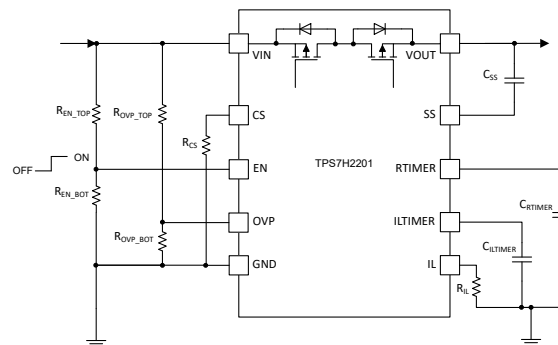 VIN
VOUT
R_EN_TOP
R_OVP_TOP
C_SS
CS
SS
R_CS
OFF
ON
TPS7H2201
EN
RTIMER
R_EN_BOT
C_RTIMER
OVP
ILTIMER
R_OVP_BOT
C_ILTIMER
GND
IL
R_IL